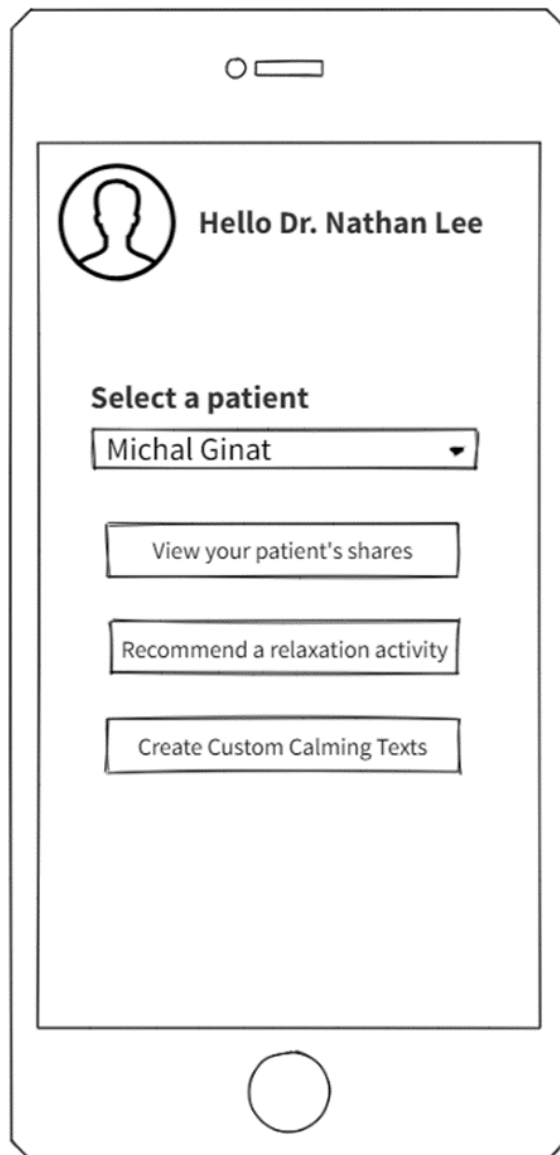 Hello Dr. Nathan Lee
Select a patient
Michal Ginat
View your patient's shares
Recommend a relaxation activity
Create Custom Calming Texts